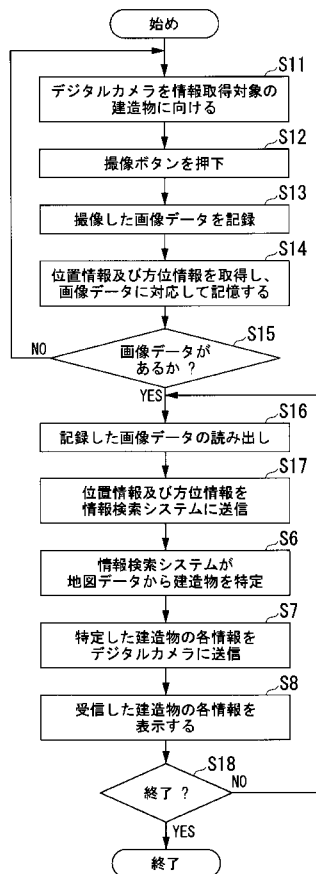 始め
S11
デジタルカメラを情報取得対象の
建造物に向ける
S12
撮像ボタンを押下
S13
撮像した画像データを記録
S14
位置情報及び方位情報を取得し、
画像データに対応して記憶する
S15
画像データが
あるか ?
NO
YES
S16
記録した画像データの読み出し
S17
位置情報及び方位情報を
情報検索システムに送信
S6
情報検索システムが
地図データから建造物を特定
S7
特定した建造物の各情報を
デジタルカメラに送信
S8
受信した建造物の各情報を
表示する
S18
終了 ?
NO
YES
終了